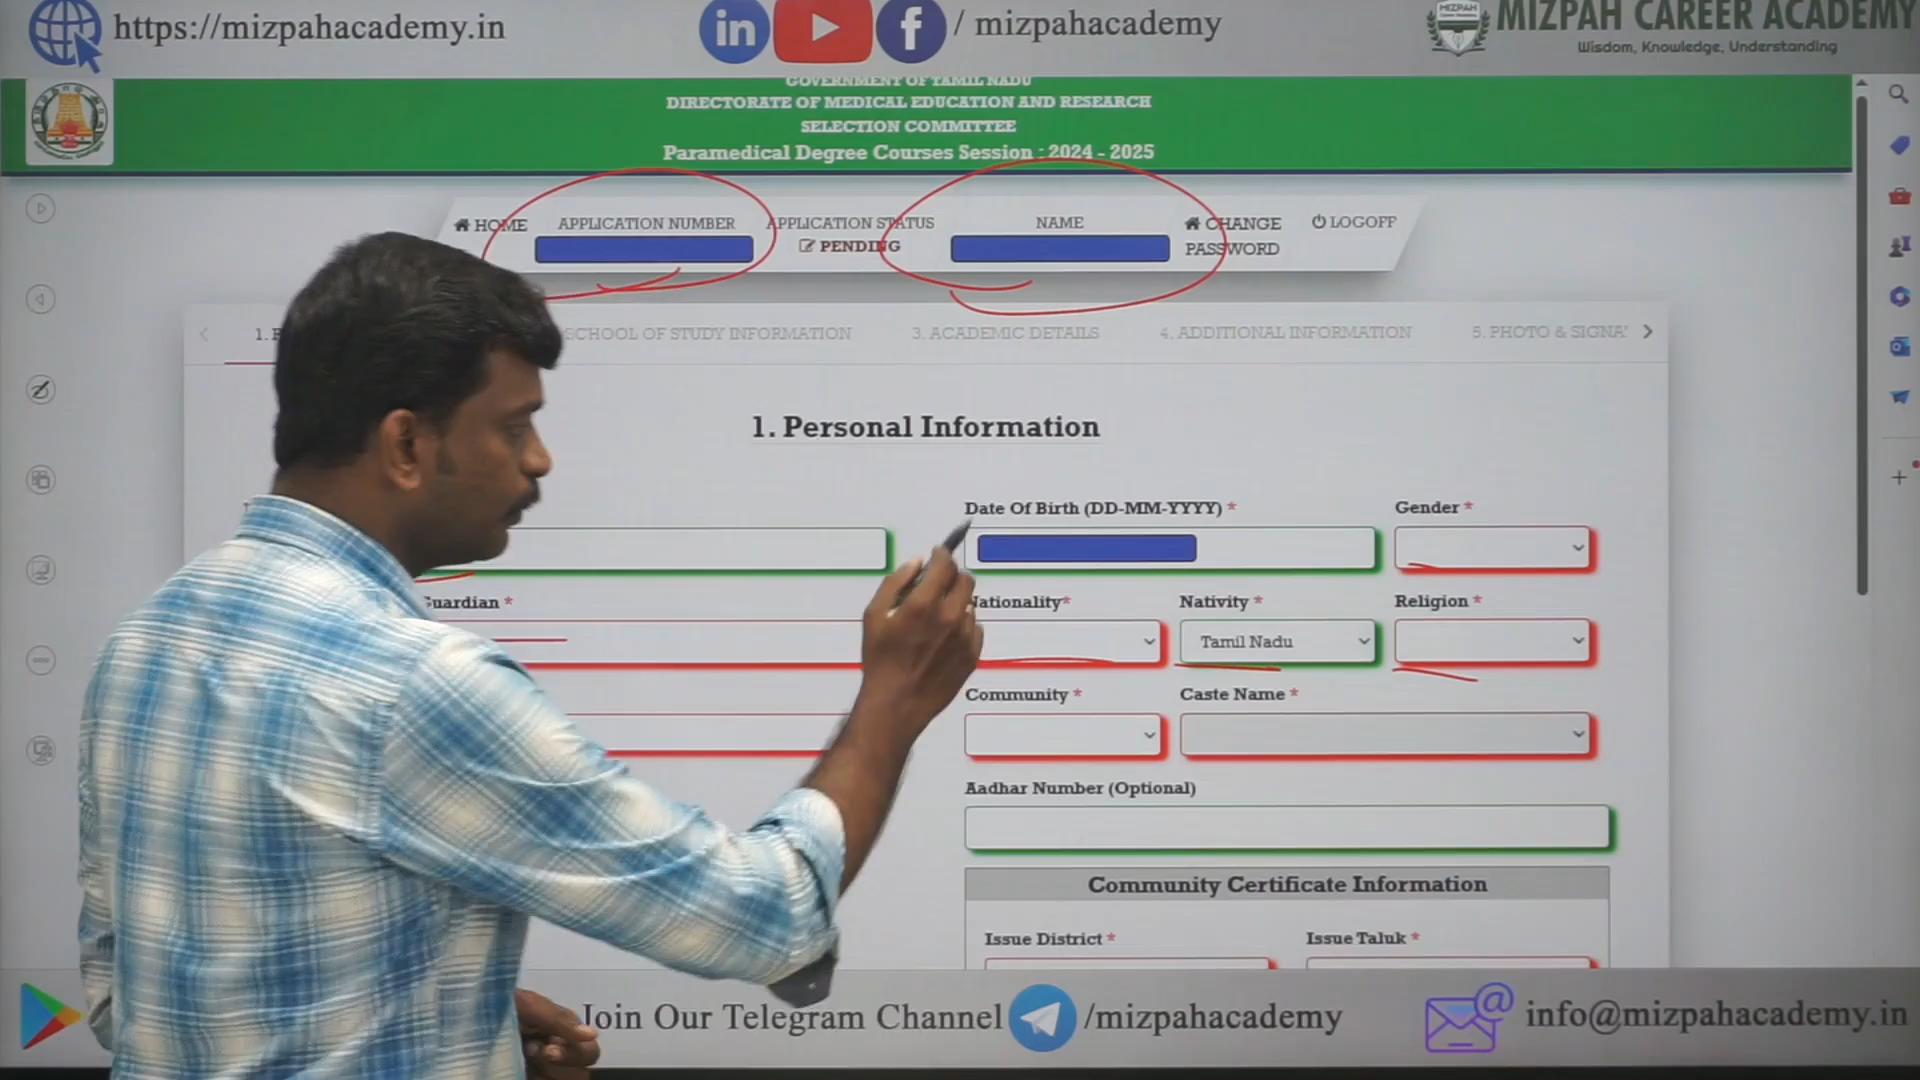 https://mizpahacademy.in
/ mizpahacademy
MIZPAH
MIZPAH CAREER ACADEMY
Wisdom, Knowledge, Understanding
GOVERNMENT OF TAMIL NADU
DIRECTORATE OF MEDICAL EDUCATION AND RESEARCH
SELECTION COMMITTEE
Paramedical Degree Courses Session : 2024 - 2025
HOME
APPLICATION NUMBER
APPLICATION STATUS
PENDING
NAME
CHANGE
PASSWORD
LOGOFF
1.
SCHOOL OF STUDY INFORMATION
3. ACADEMIC DETAILS
4. ADDITIONAL INFORMATION
5. PHOTO & SIGNA
1. Personal Information
Date Of Birth (DD-MM-YYYY) *
Gender *
Guardian *
Nationality*
Nativity *
Religion *
Tamil Nadu
Community *
Caste Name *
Aadhar Number (Optional)
Community Certificate Information
Issue District *
Issue Taluk *
Join Our Telegram Channel
/mizpahacademy
info@mizpahacademy.in